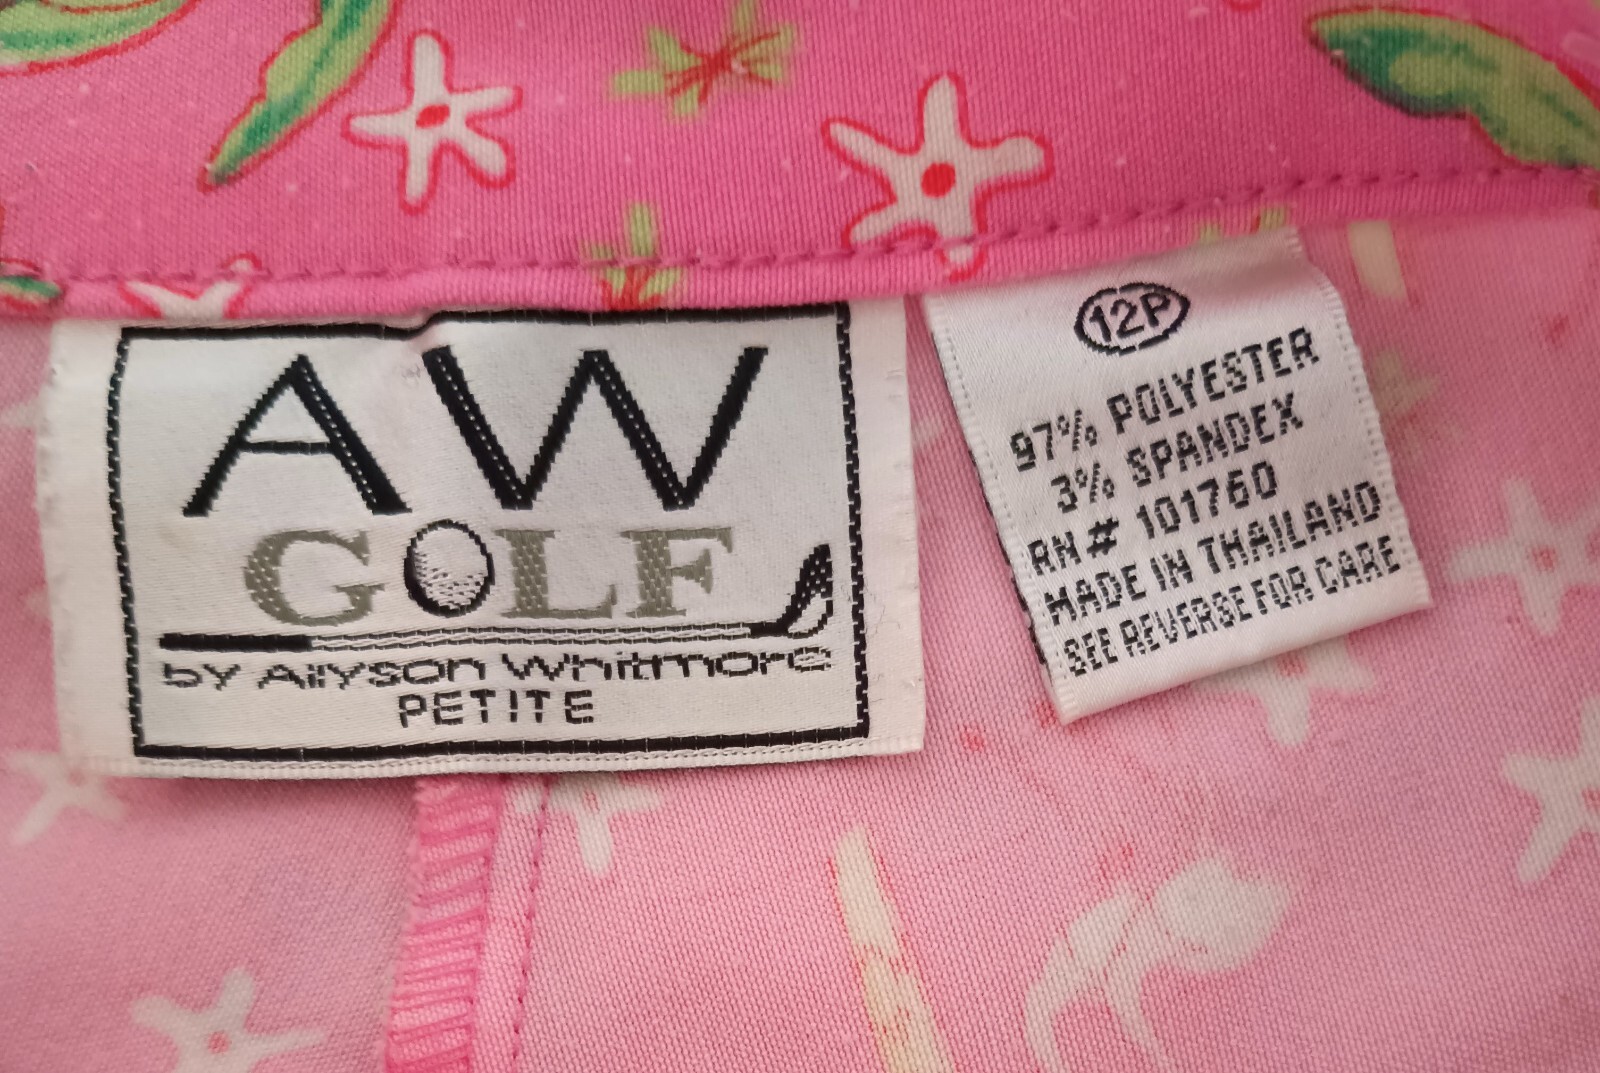 AW
GOLF
by Allyson Whitmore
PETITE
12P
97% POLYESTER
3% SPANDEX
RN# 101760
MADE IN THAILAND
SEE REVERSE FOR CARE